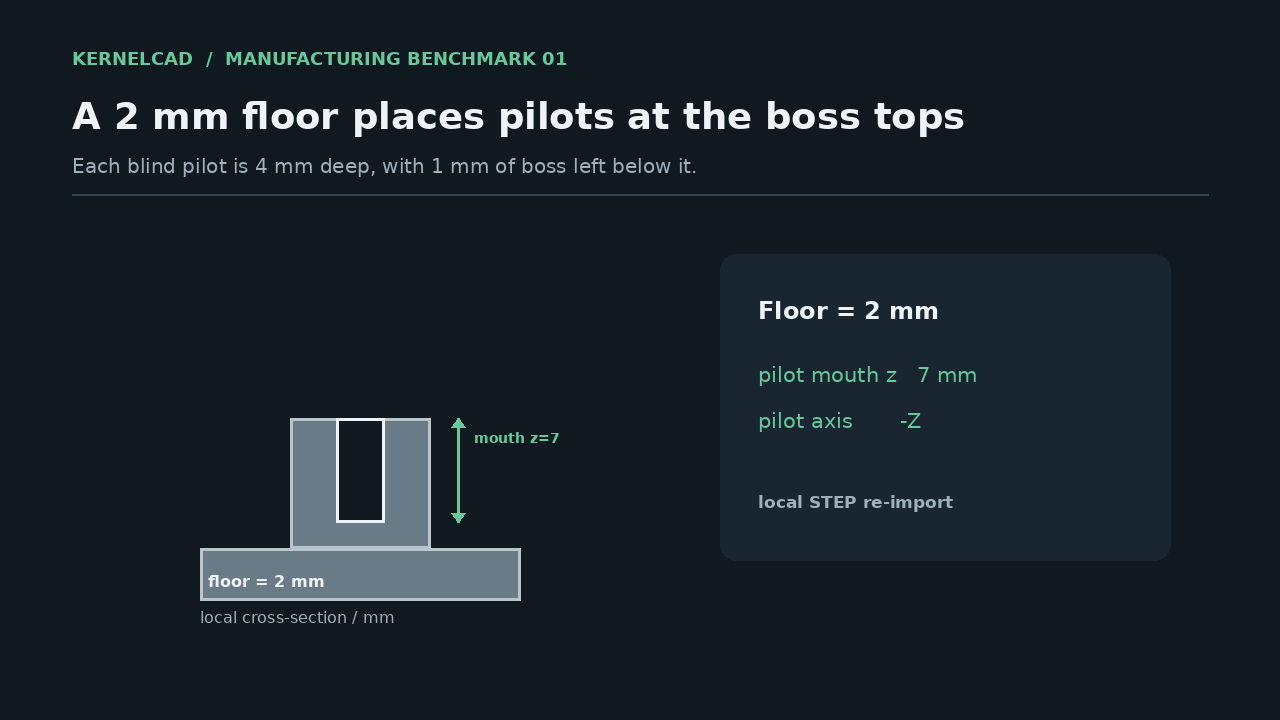 KERNELCAD / MANUFACTURING BENCHMARK 01
A 2 mm floor places pilots at the boss tops
Each blind pilot is 4 mm deep, with 1 mm of boss left below it.
Floor = 2 mm
pilot mouth z 7 mm
pilot axis -Z
local STEP re-import
mouth z=7
floor = 2 mm
local cross-section / mm